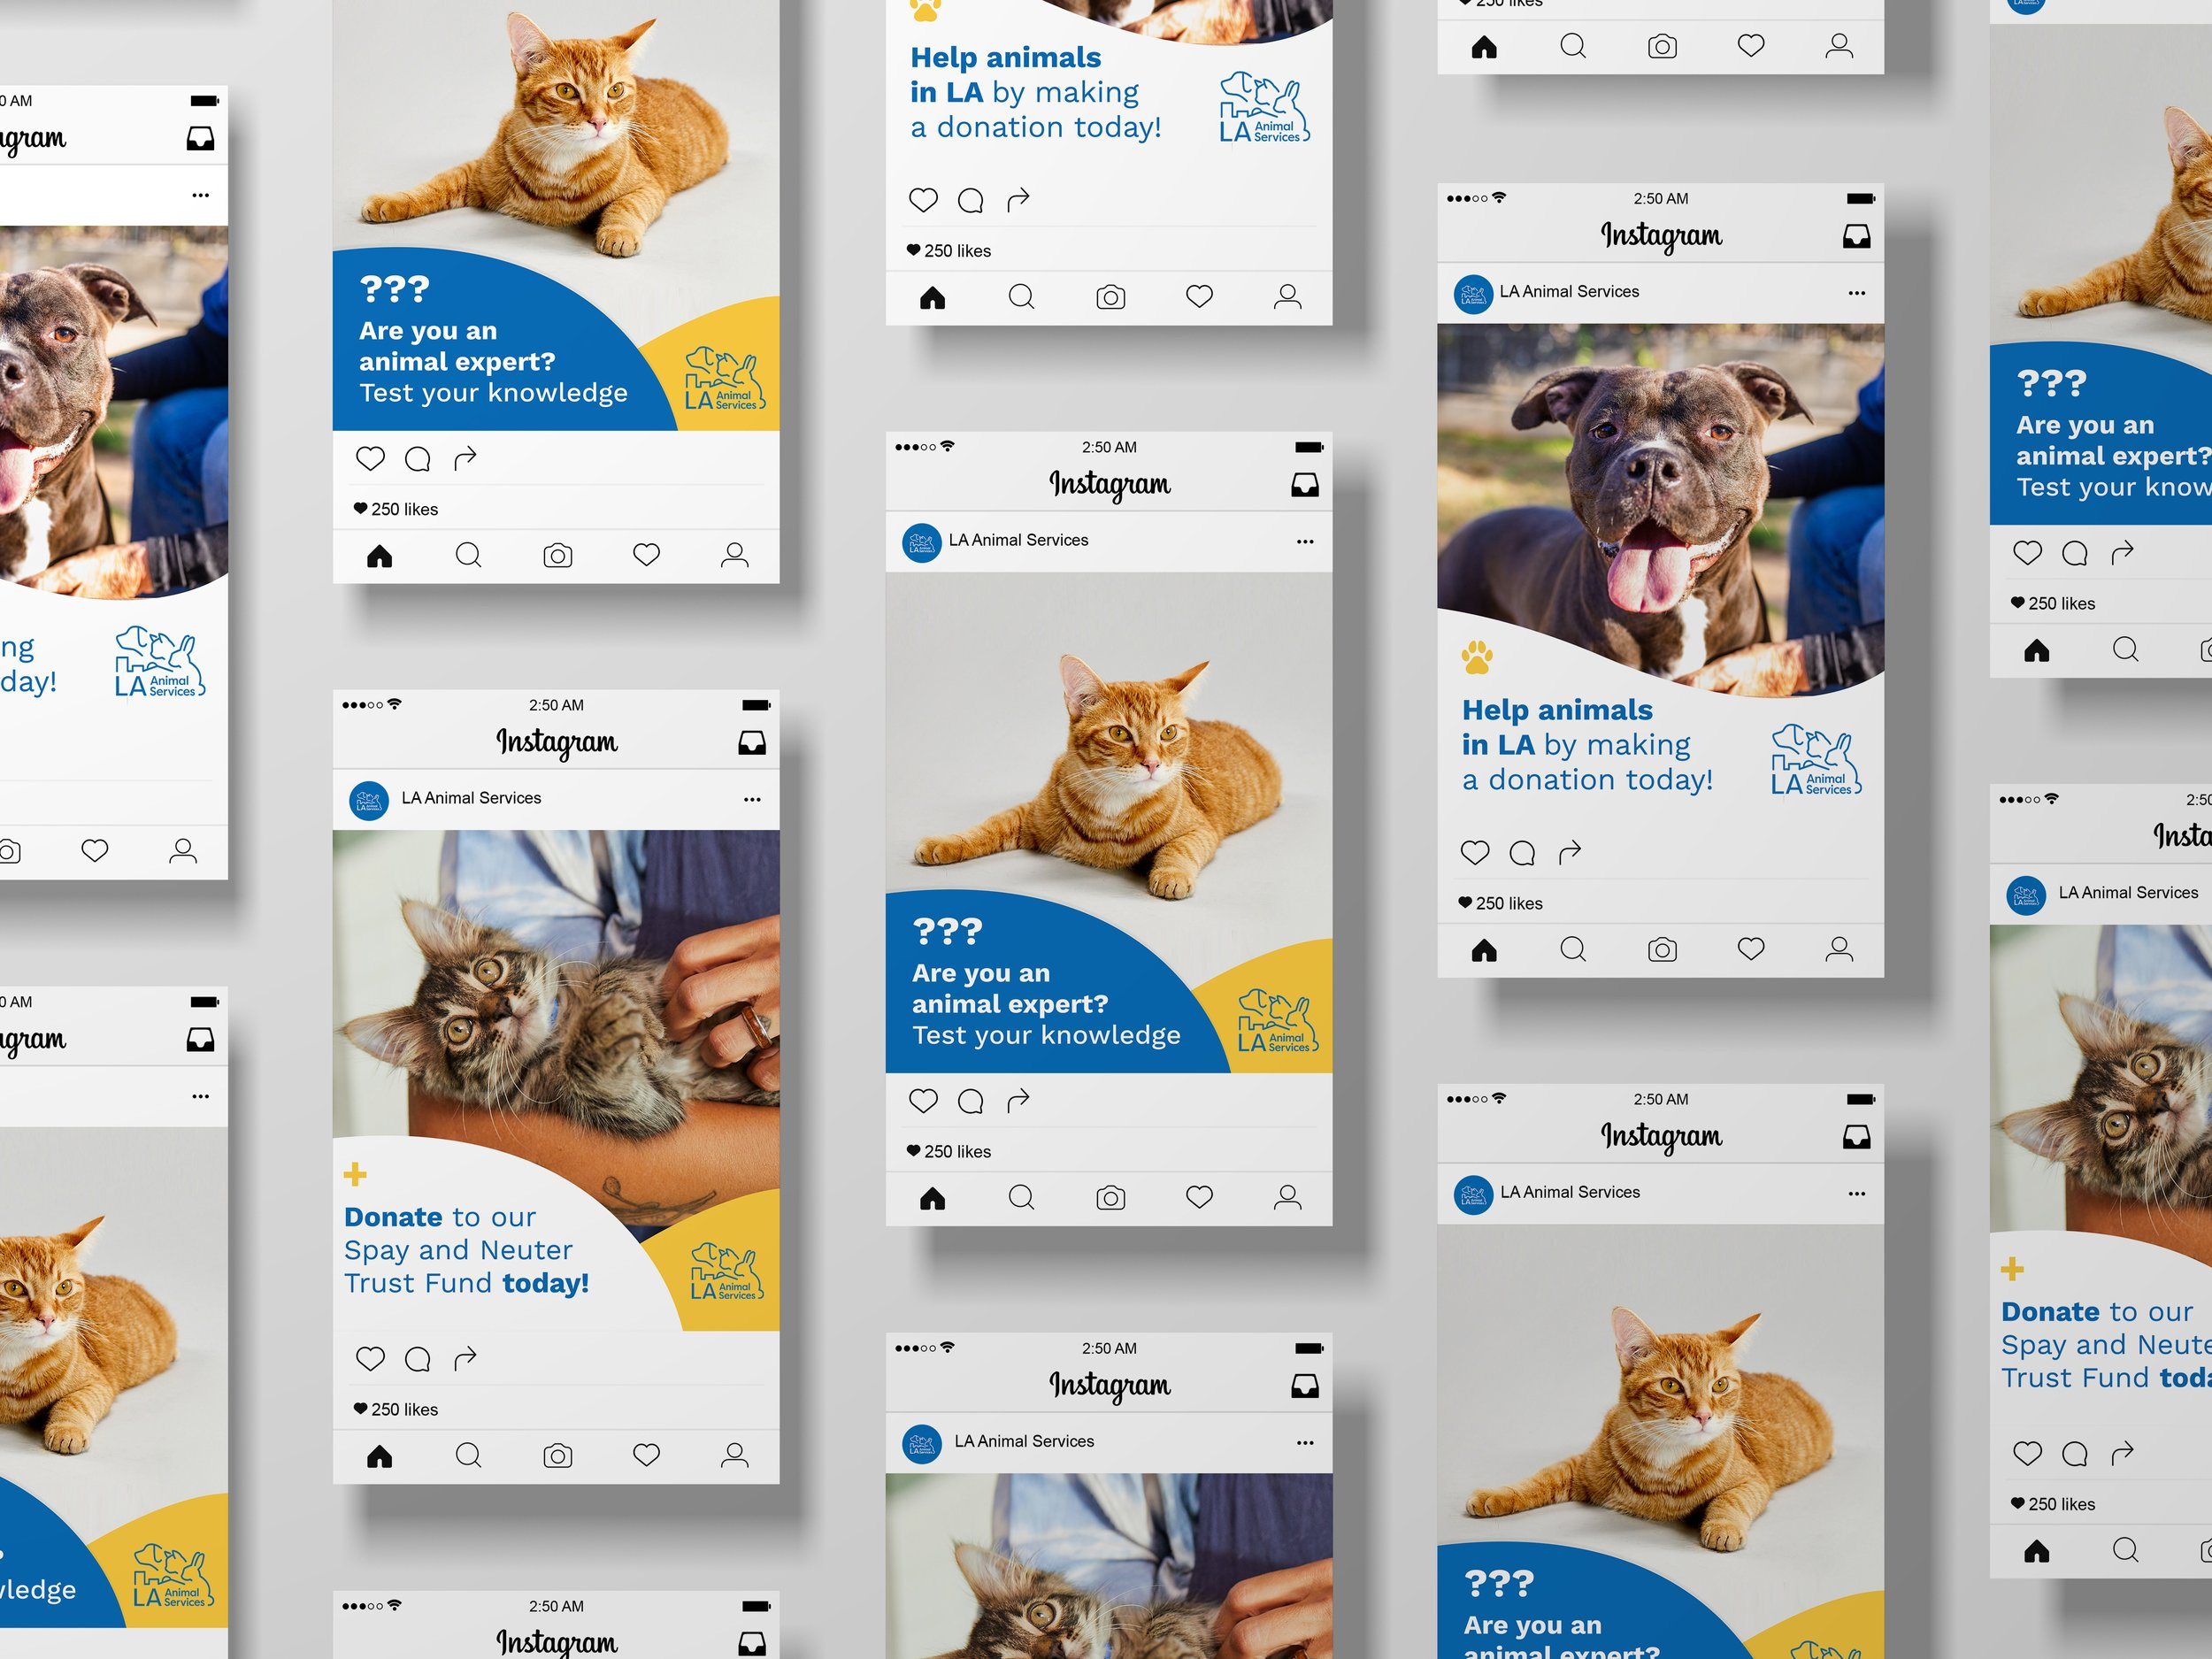 0 AM
agram
ng
day!
LA Animal
Services
0 AM
agram
wledge
LA Animal
Services
???
Are you an
animal expert?
Test your knowledge
LA Animal
Services
250 likes
2:50 AM
Instagram
LA Animal Services
Donate to our
Spay and Neuter
Trust Fund today!
LA Animal
Services
250 likes
2:50 AM
Instagram
Help animals
in LA by making
a donation today!
LA Animal
Services
250 likes
2:50 AM
Instagram
LA Animal Services
???
Are you an
animal expert?
Test your knowledge
LA Animal
Services
250 likes
2:50 AM
Instagram
LA Animal Services
250 likes
2:50 AM
Instagram
LA Animal Services
Help animals
in LA by making
a donation today!
LA Animal
Services
250 likes
2:50 AM
Instagram
LA Animal Services
???
Are you an
animal expert?
???
Are you an
animal expert?
Test your know
250 likes
2:50
Insta
LA Animal Services
Donate to our
Spay and Neute
Trust Fund toda
250 likes